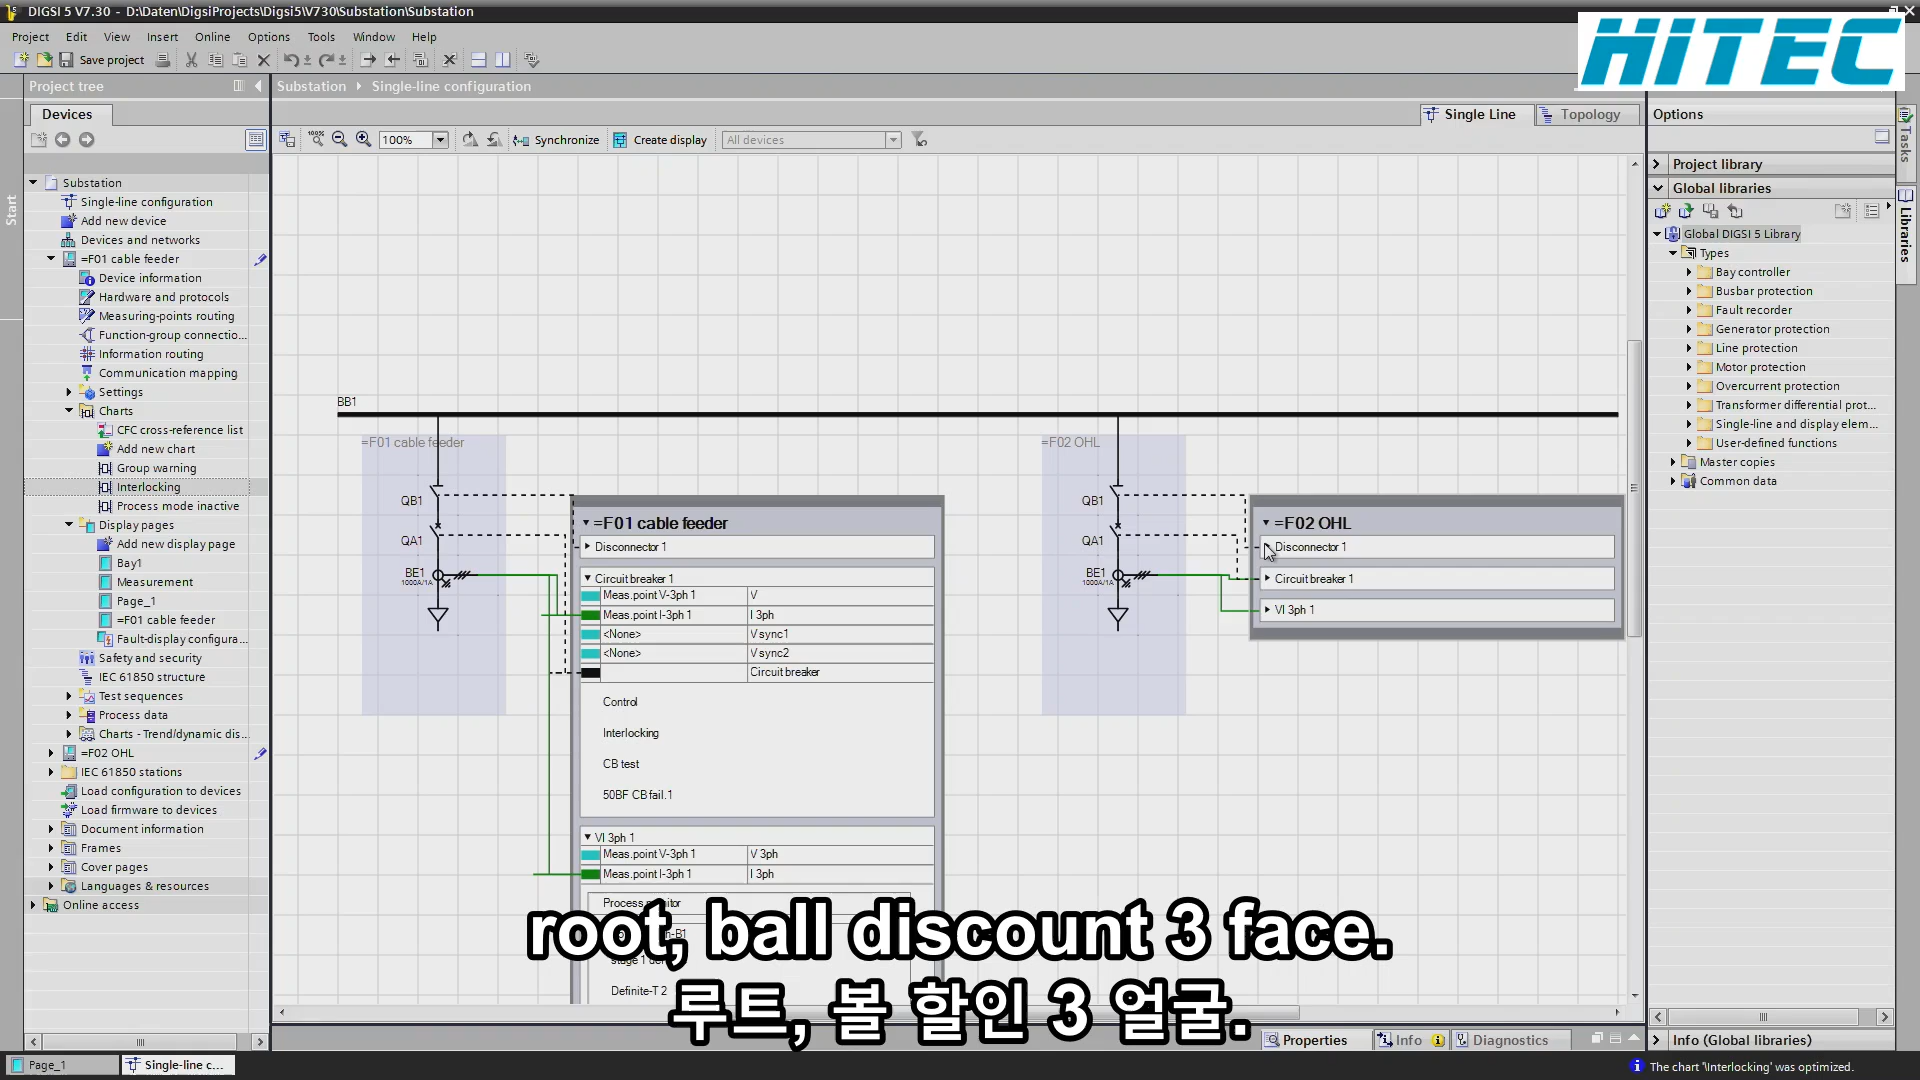 DIGSI 5 V7.30 - D:\Daten\DigsiProjects\Digsi5\V730\Substation\Substation
HITEC
Project Edit View Insert Online Options Tools Window Help
Save project
Project tree
Substation Single-line configuration
Devices
Single Line Topology
Options
100% 100% Synchronize Create display All devices
Start
Tasks
Libraries
Substation
Single-line configuration
Add new device
Devices and networks
=F01 cable feeder
Device information
Hardware and protocols
Measuring-points routing
Function-group connectio...
Information routing
Communication mapping
Settings
Charts
CFC cross-reference list
Add new chart
Group warning
Interlocking
Process mode inactive
Display pages
Add new display page
Bay1
Measurement
Page_1
=F01 cable feeder
Fault-display configura...
Safety and security
IEC 61850 structure
Test sequences
Process data
Charts - Trend/dynamic dis...
=F02 OHL
IEC 61850 stations
Load configuration to devices
Load firmware to devices
Document information
Frames
Cover pages
Languages & resources
Online access
BB1
=F01 cable feeder
QB1
QA1
BE1
1000A/1A
=F01 cable feeder
Disconnector 1
Circuit breaker 1
Meas.point V-3ph 1 V
Meas.point I-3ph 1 I 3ph
<None> V sync1
<None> V sync2
Circuit breaker
Control
Interlocking
CB test
50BF CB fail.1
VI 3ph 1
Meas.point V-3ph 1 V 3ph
Meas.point I-3ph 1 I 3ph
Definite-T 2
=F02 OHL
QB1
QA1
BE1
1000A/1A
=F02 OHL
Disconnector 1
Circuit breaker 1
VI 3ph 1
Project library
Global libraries
Global DIGSI 5 Library
Types
Bay controller
Busbar protection
Fault recorder
Generator protection
Line protection
Motor protection
Overcurrent protection
Transformer differential prot...
Single-line and display elem...
User-defined functions
Master copies
Common data
root, ball discount 3 face.
루트, 볼 할인 3 얼굴.
Properties Info Diagnostics
Info (Global libraries)
Page_1 Single-line c...
The chart '\Interlocking' was optimized.